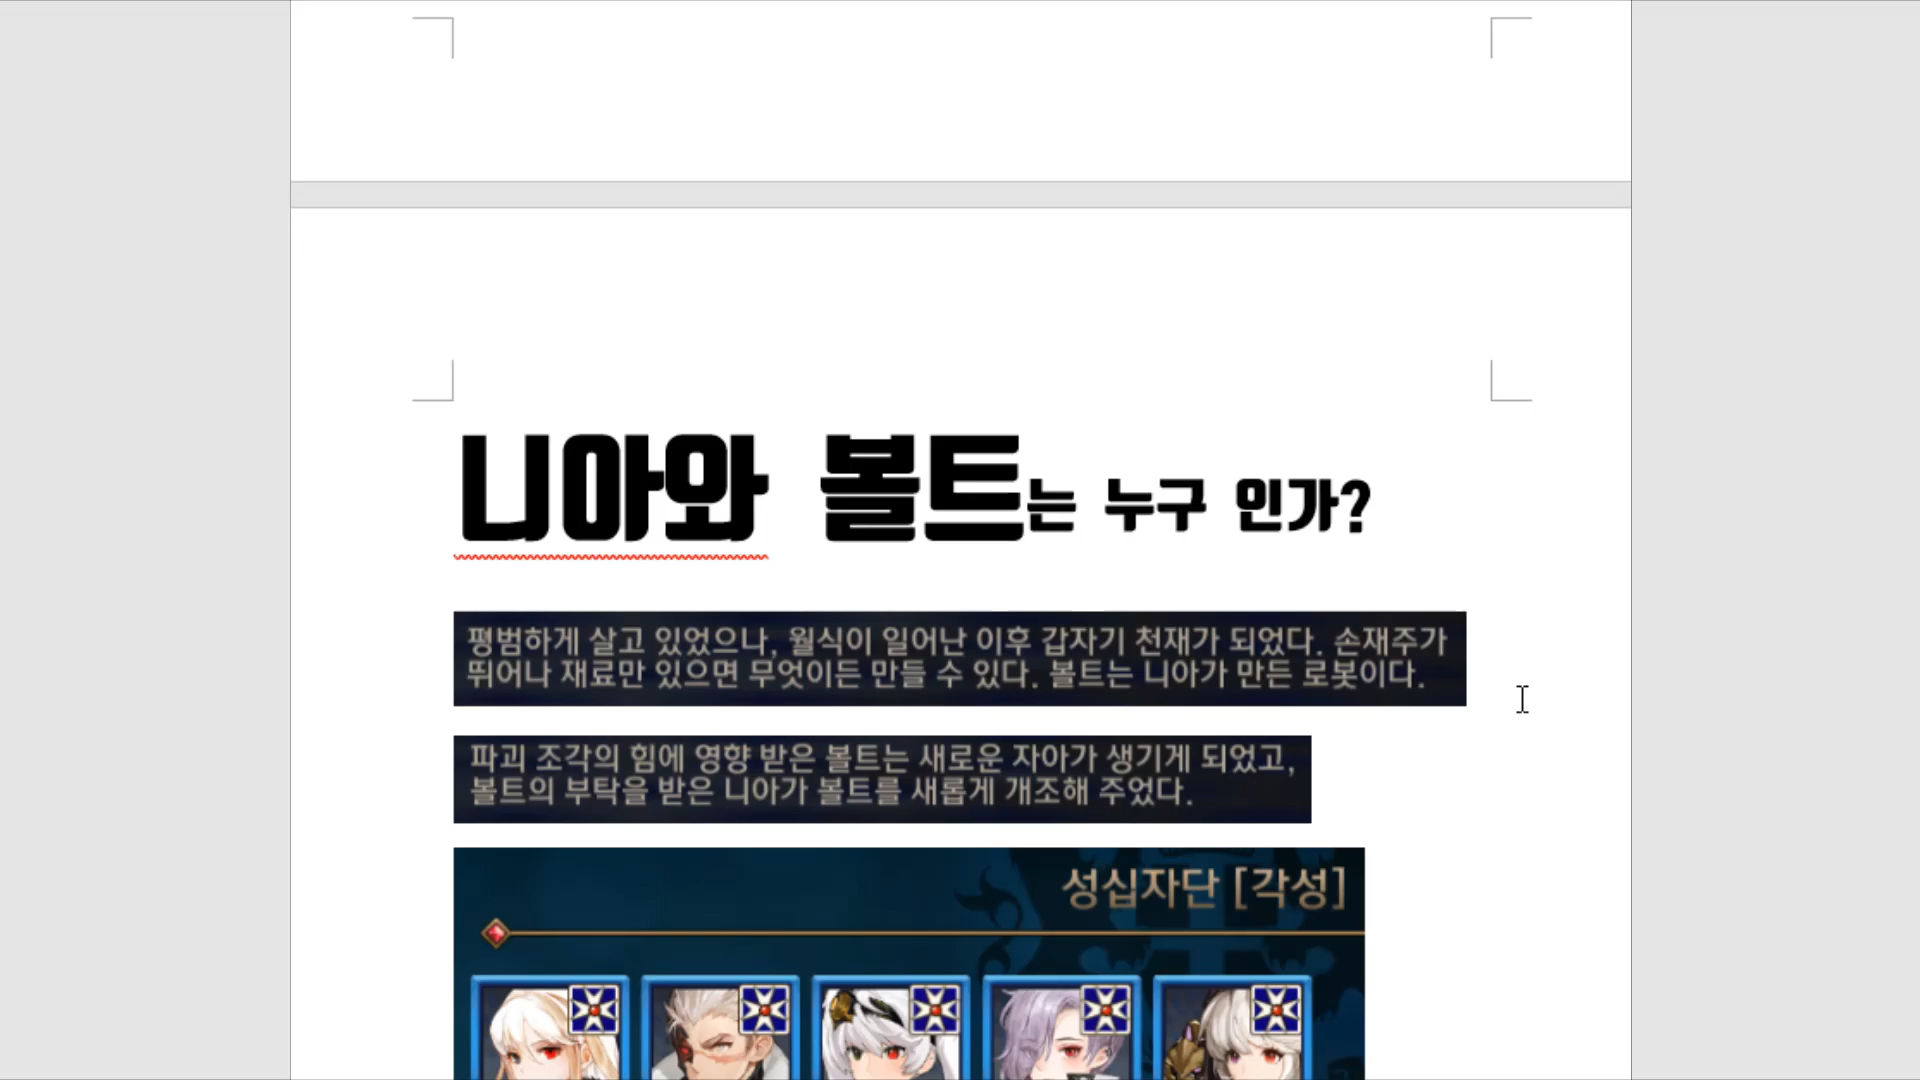 니아와 볼트는 누구 인가?
평범하게 살고 있었으나, 월식이 일어난 이후 갑자기 천재가 되었다. 손재주가
뛰어나 재료만 있으면 무엇이든 만들 수 있다. 볼트는 니아가 만든 로봇이다.
파괴 조각의 힘에 영향 받은 볼트는 새로운 자아가 생기게 되었고,
볼트의 부탁을 받은 니아가 볼트를 새롭게 개조해 주었다.
성십자단 [각성]